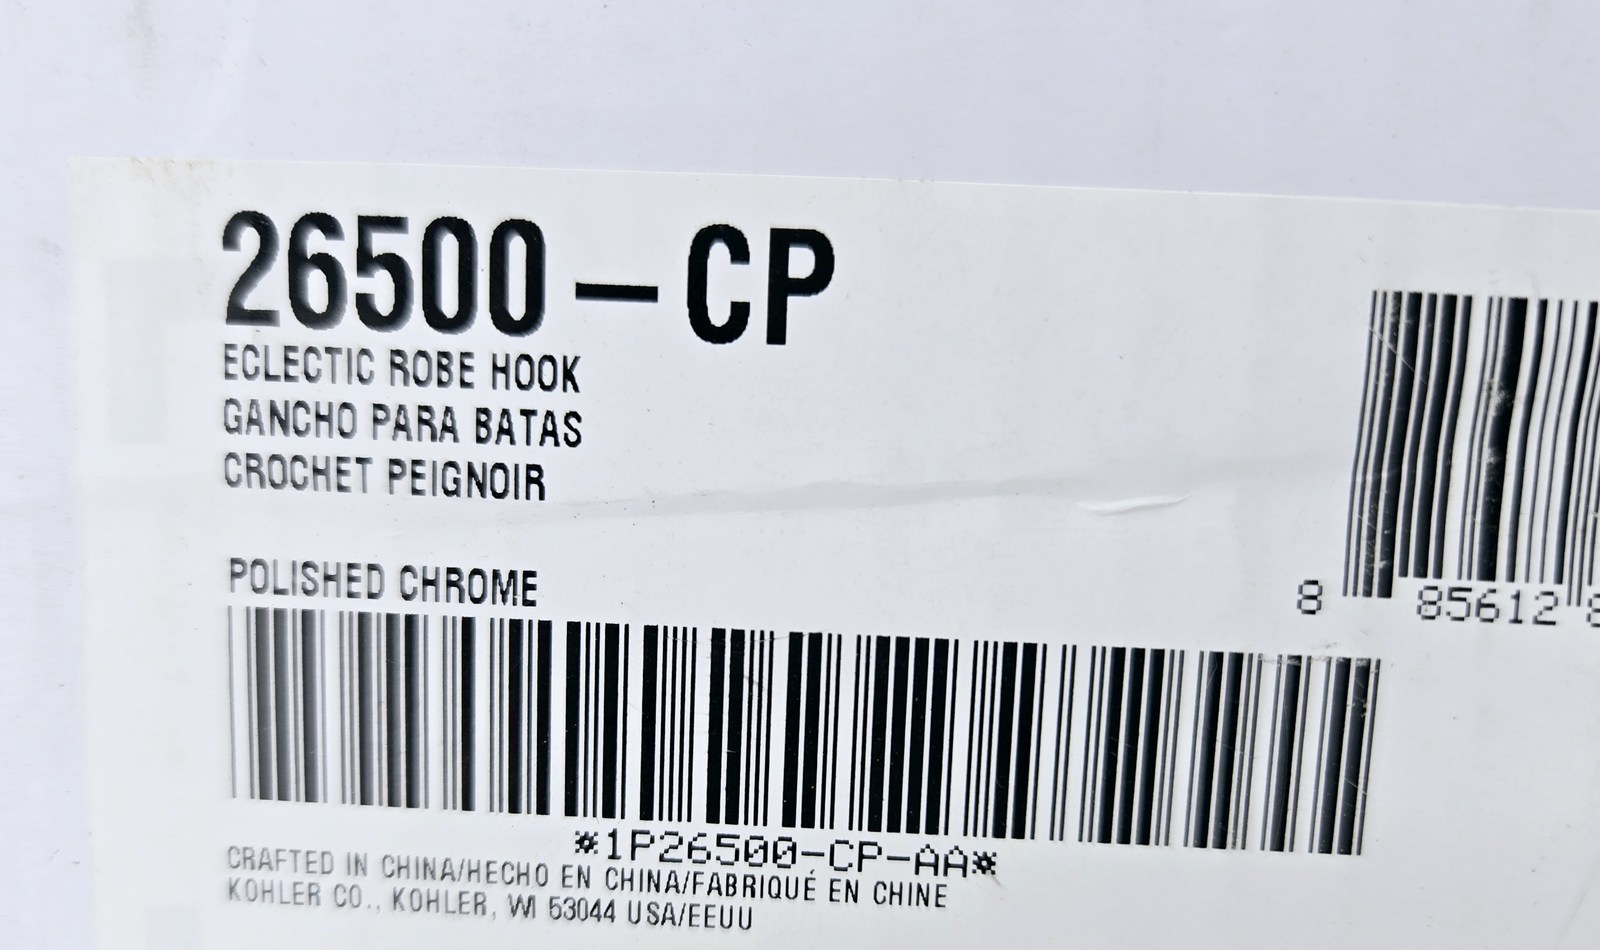 26500-CP
ECLECTIC ROBE HOOK
GANCHO PARA BATAS
CROCHET PEIGNOIR
POLISHED CHROME
8 85612
*1P26500-CP-AA*
CRAFTED IN CHINA/HECHO EN CHINA/FABRIQUÉ EN CHINE
KOHLER CO., KOHLER, WI 53044 USA/EEUU